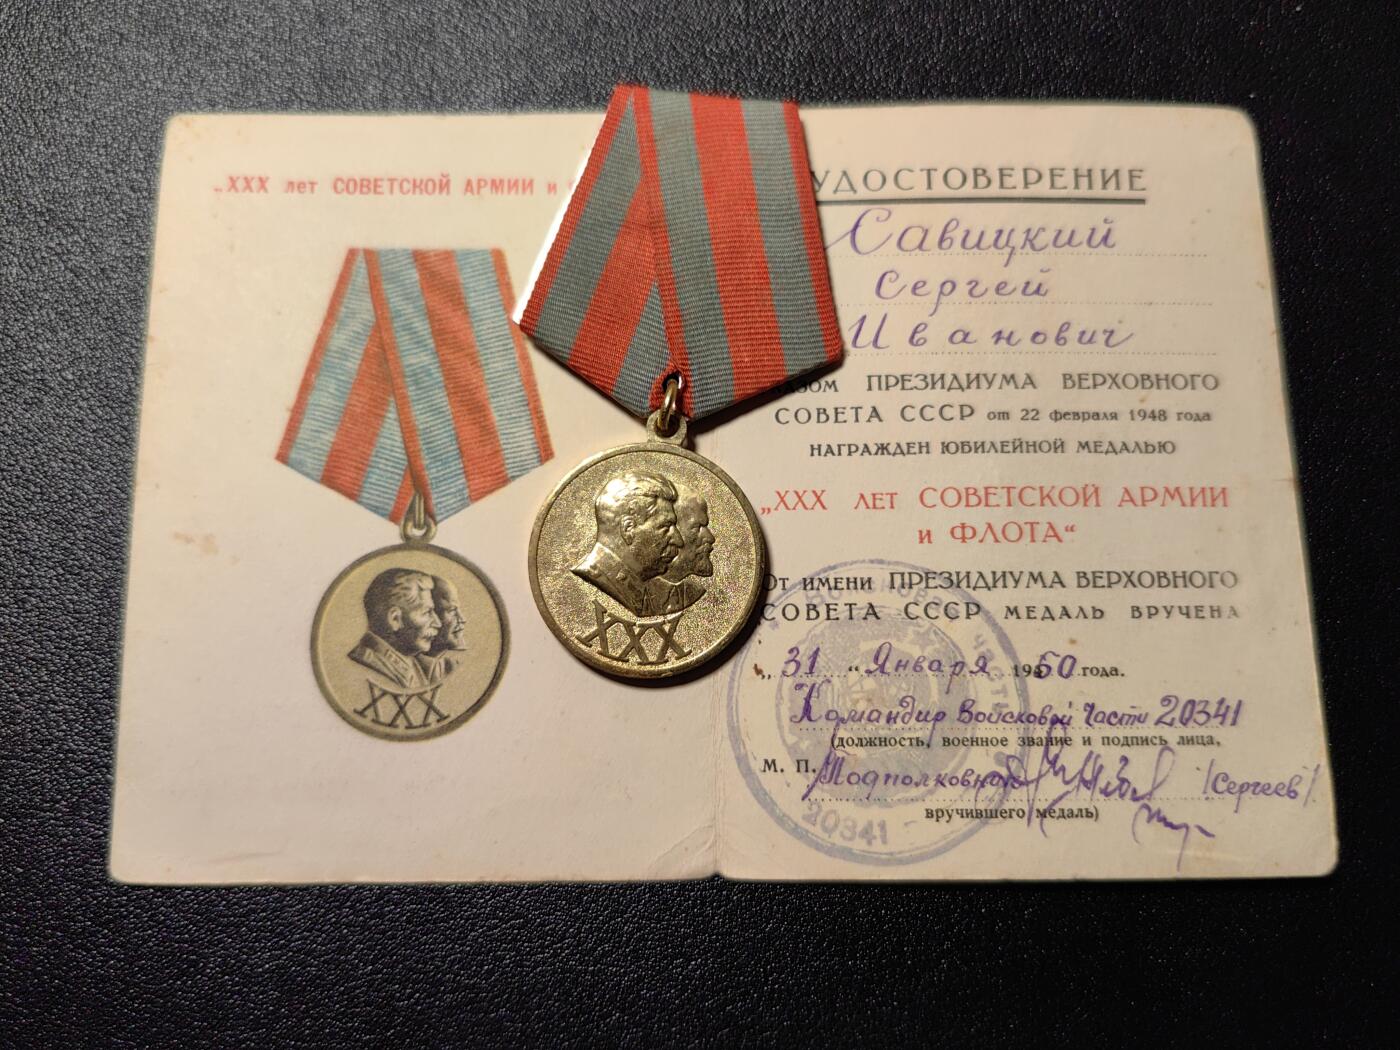 „XXX лет СОВЕТСКОЙ АРМИИ и
XXX
XXX
УДОСТОВЕРЕНИЕ
Савицкий
Сергей
Иванович
ПРЕЗИДИУМА ВЕРХОВНОГО
СОВЕТА СССР от 22 февраля 1948 года
НАГРАЖДЕН ЮБИЛЕЙНОЙ МЕДАЛЬЮ
„XXX ЛЕТ СОВЕТСКОЙ АРМИИ
и ФЛОТА“
От имени ПРЕЗИДИУМА ВЕРХОВНОГО
СОВЕТА СССР МЕДАЛЬ ВРУЧЕНА
„31 “ Января 1950 года.
Командир Войсковой Части 20341
(должность, военное звание и подпись лица,
М. П. Подполковник /Сергеев/
вручившего медаль)
Войсковая часть
20341